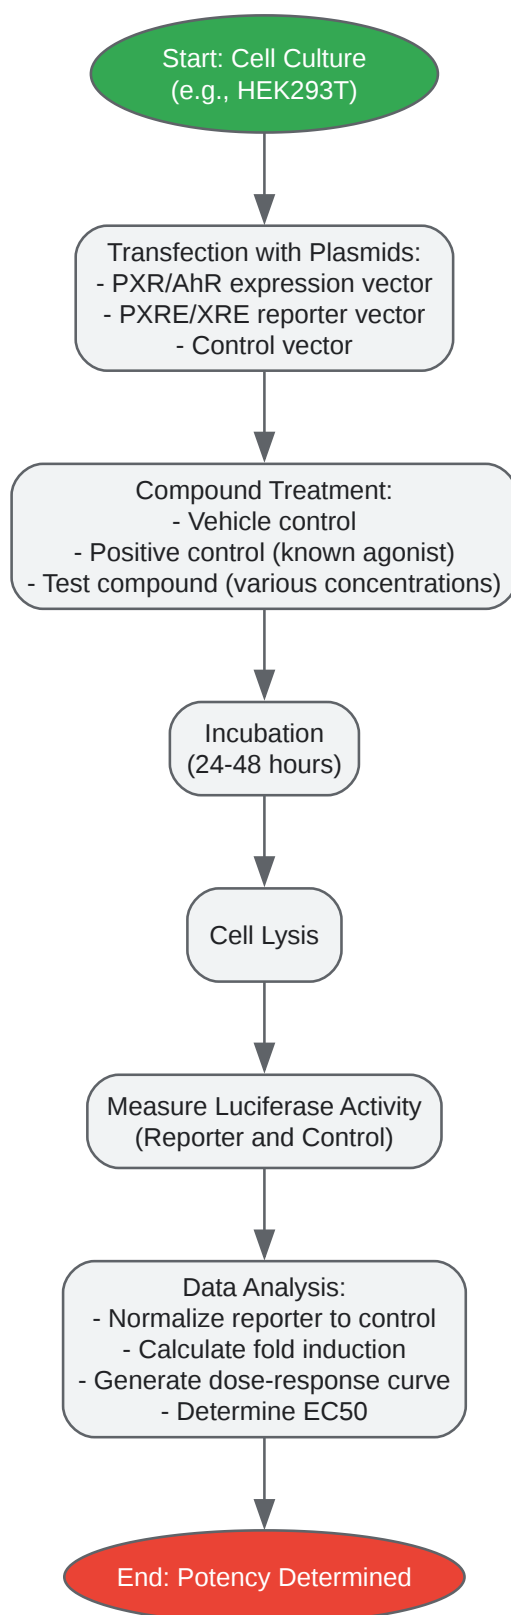 Start: Cell Culture
(e.g., HEK293T)
Transfection with Plasmids:
- PXR/AhR expression vector
- PXRE/XRE reporter vector
- Control vector
Compound Treatment:
- Vehicle control
- Positive control (known agonist)
- Test compound (various concentrations)
Incubation
(24-48 hours)
Cell Lysis
Measure Luciferase Activity
(Reporter and Control)
Data Analysis:
- Normalize reporter to control
- Calculate fold induction
- Generate dose-response curve
- Determine EC50
End: Potency Determined